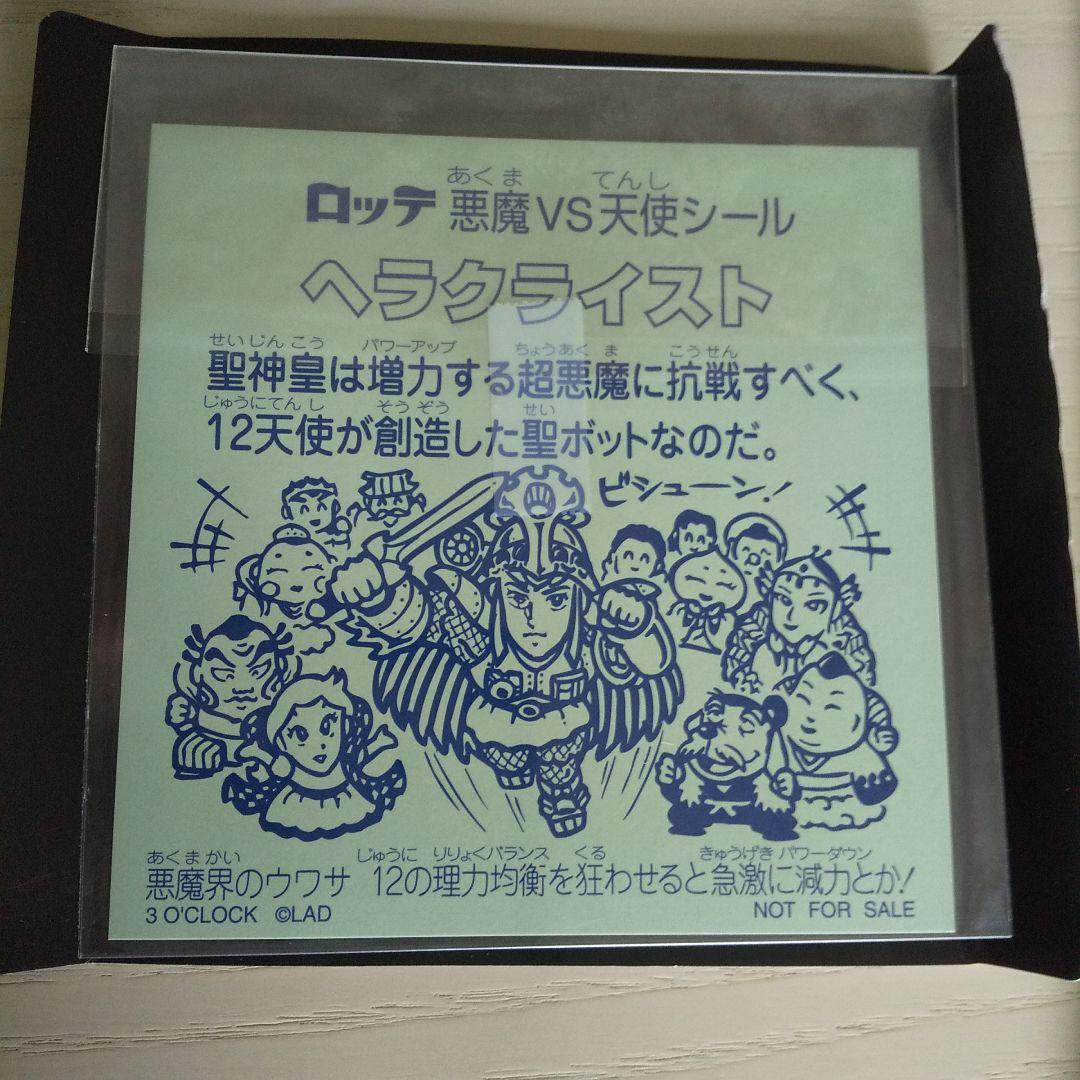 ロッテ 悪魔VS天使シール
あくま てんし
ヘラクライスト
せいじんこう パワーアップ ちょうあくま こうせん
聖神皇は増力する超悪魔に抗戦すべく、
じゅうにてんし そうぞう せい
12天使が創造した聖ボットなのだ。
ビシューン!
あくまかい じゅうに りりょくバランス くる きゅうげき パワーダウン
悪魔界のウワサ 12の理力均衡を狂わせると急激に減力とか!
3 O'CLOCK ©LAD NOT FOR SALE